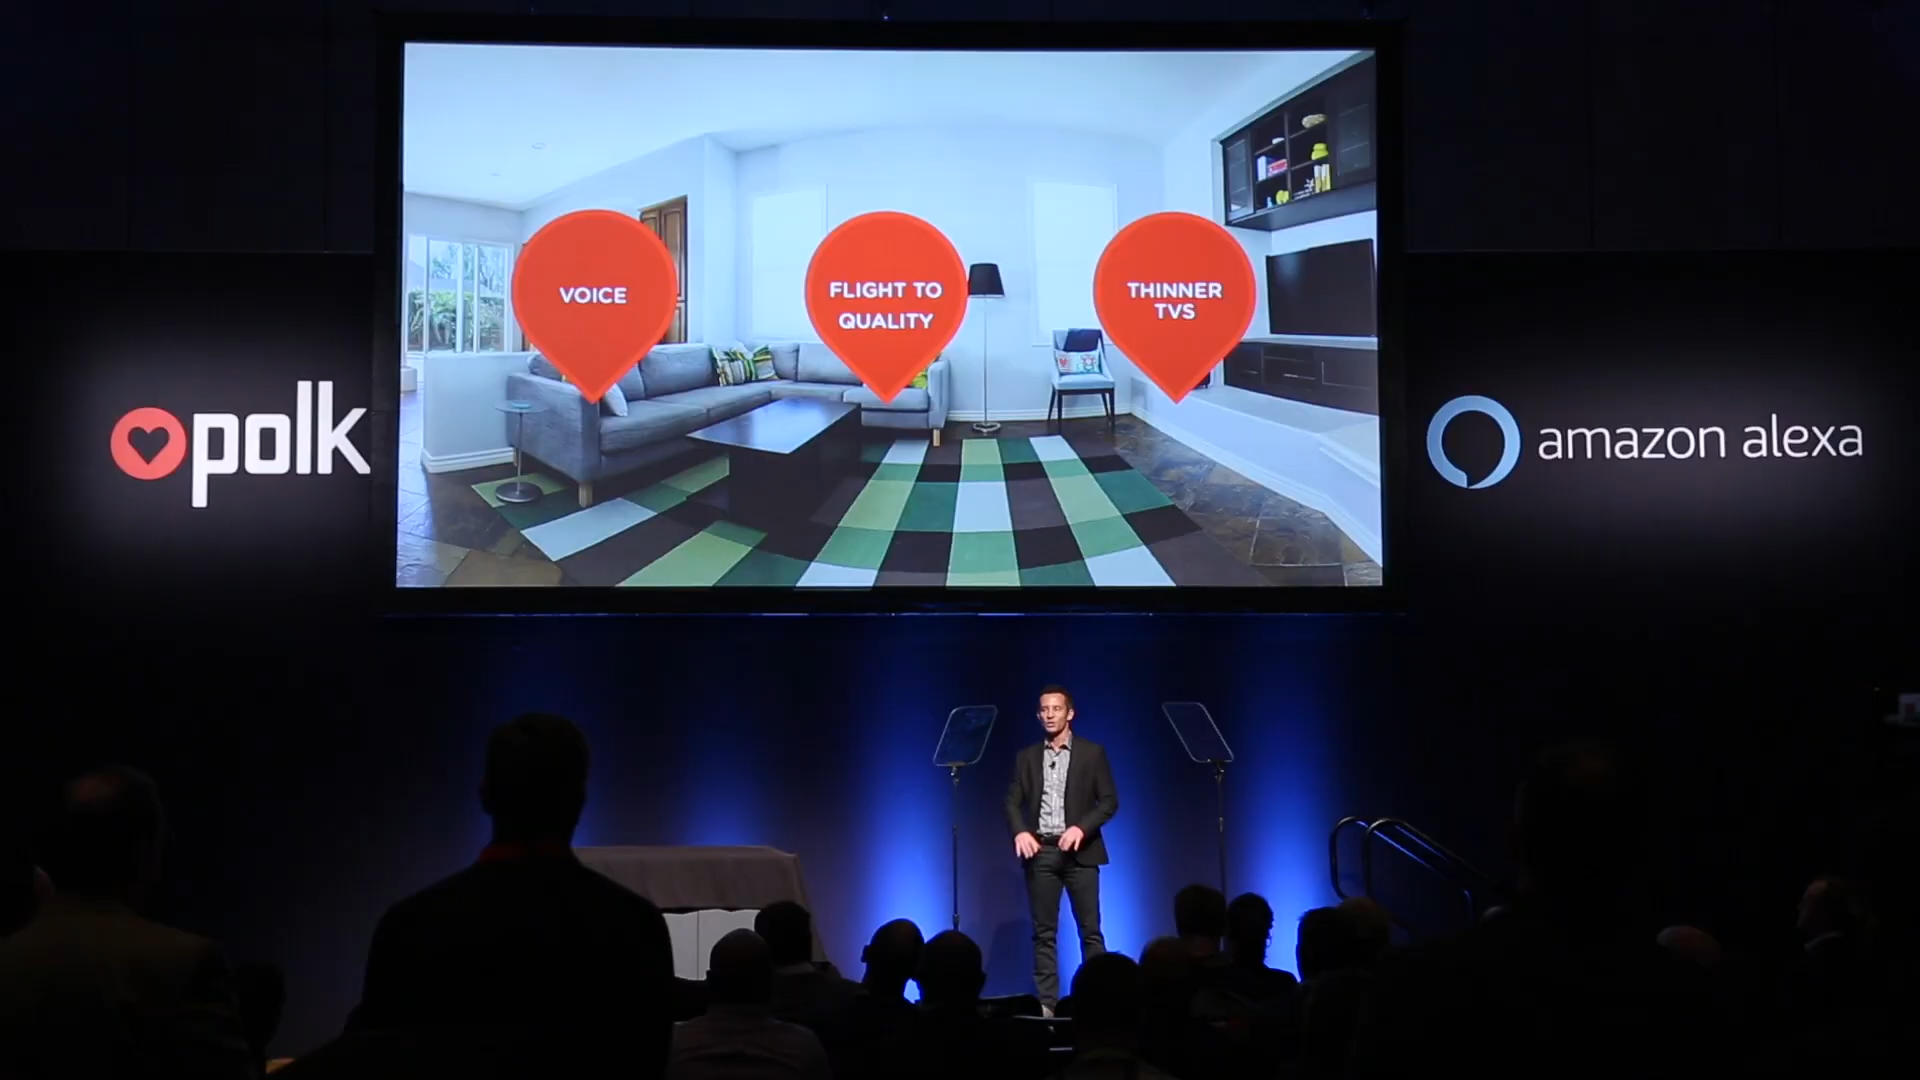 VOICE
FLIGHT TO
QUALITY
THINNER
TVS
polk
amazon alexa